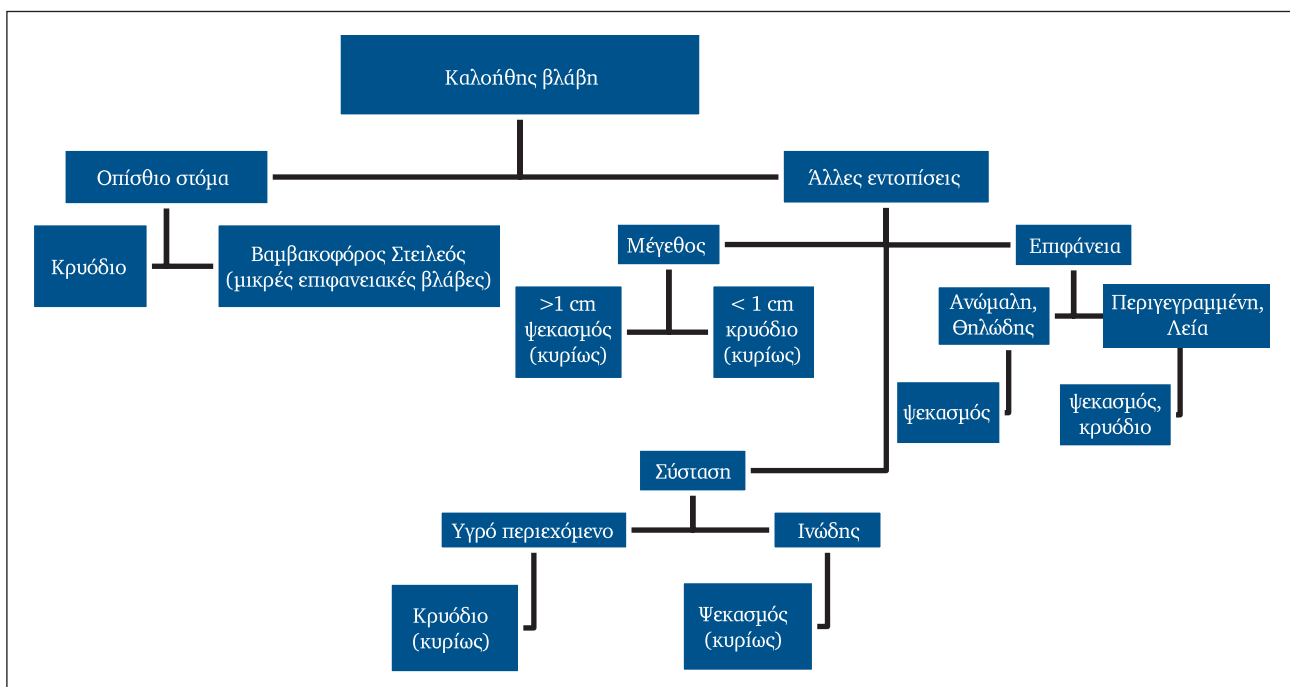 Καλοήθης βλάβη
Οπίσθιο στόμα
Άλλες εντοπίσεις
Κρυόδιο
Βαμβακοφόρος Στειλεός
(μικρές επιφανειακές βλάβες)
Μέγεθος
Επιφάνεια
>1 cm
ψεκασμός
(κυρίως)
< 1 cm
κρυόδιο
(κυρίως)
Ανώμαλη,
Θηλώδης
Περιγεγραμμένη,
Λεία
ψεκασμός
ψεκασμός,
κρυόδιο
Σύσταση
Υγρό περιεχόμενο
Ινώδης
Κρυόδιο
(κυρίως)
Ψεκασμός
(κυρίως)